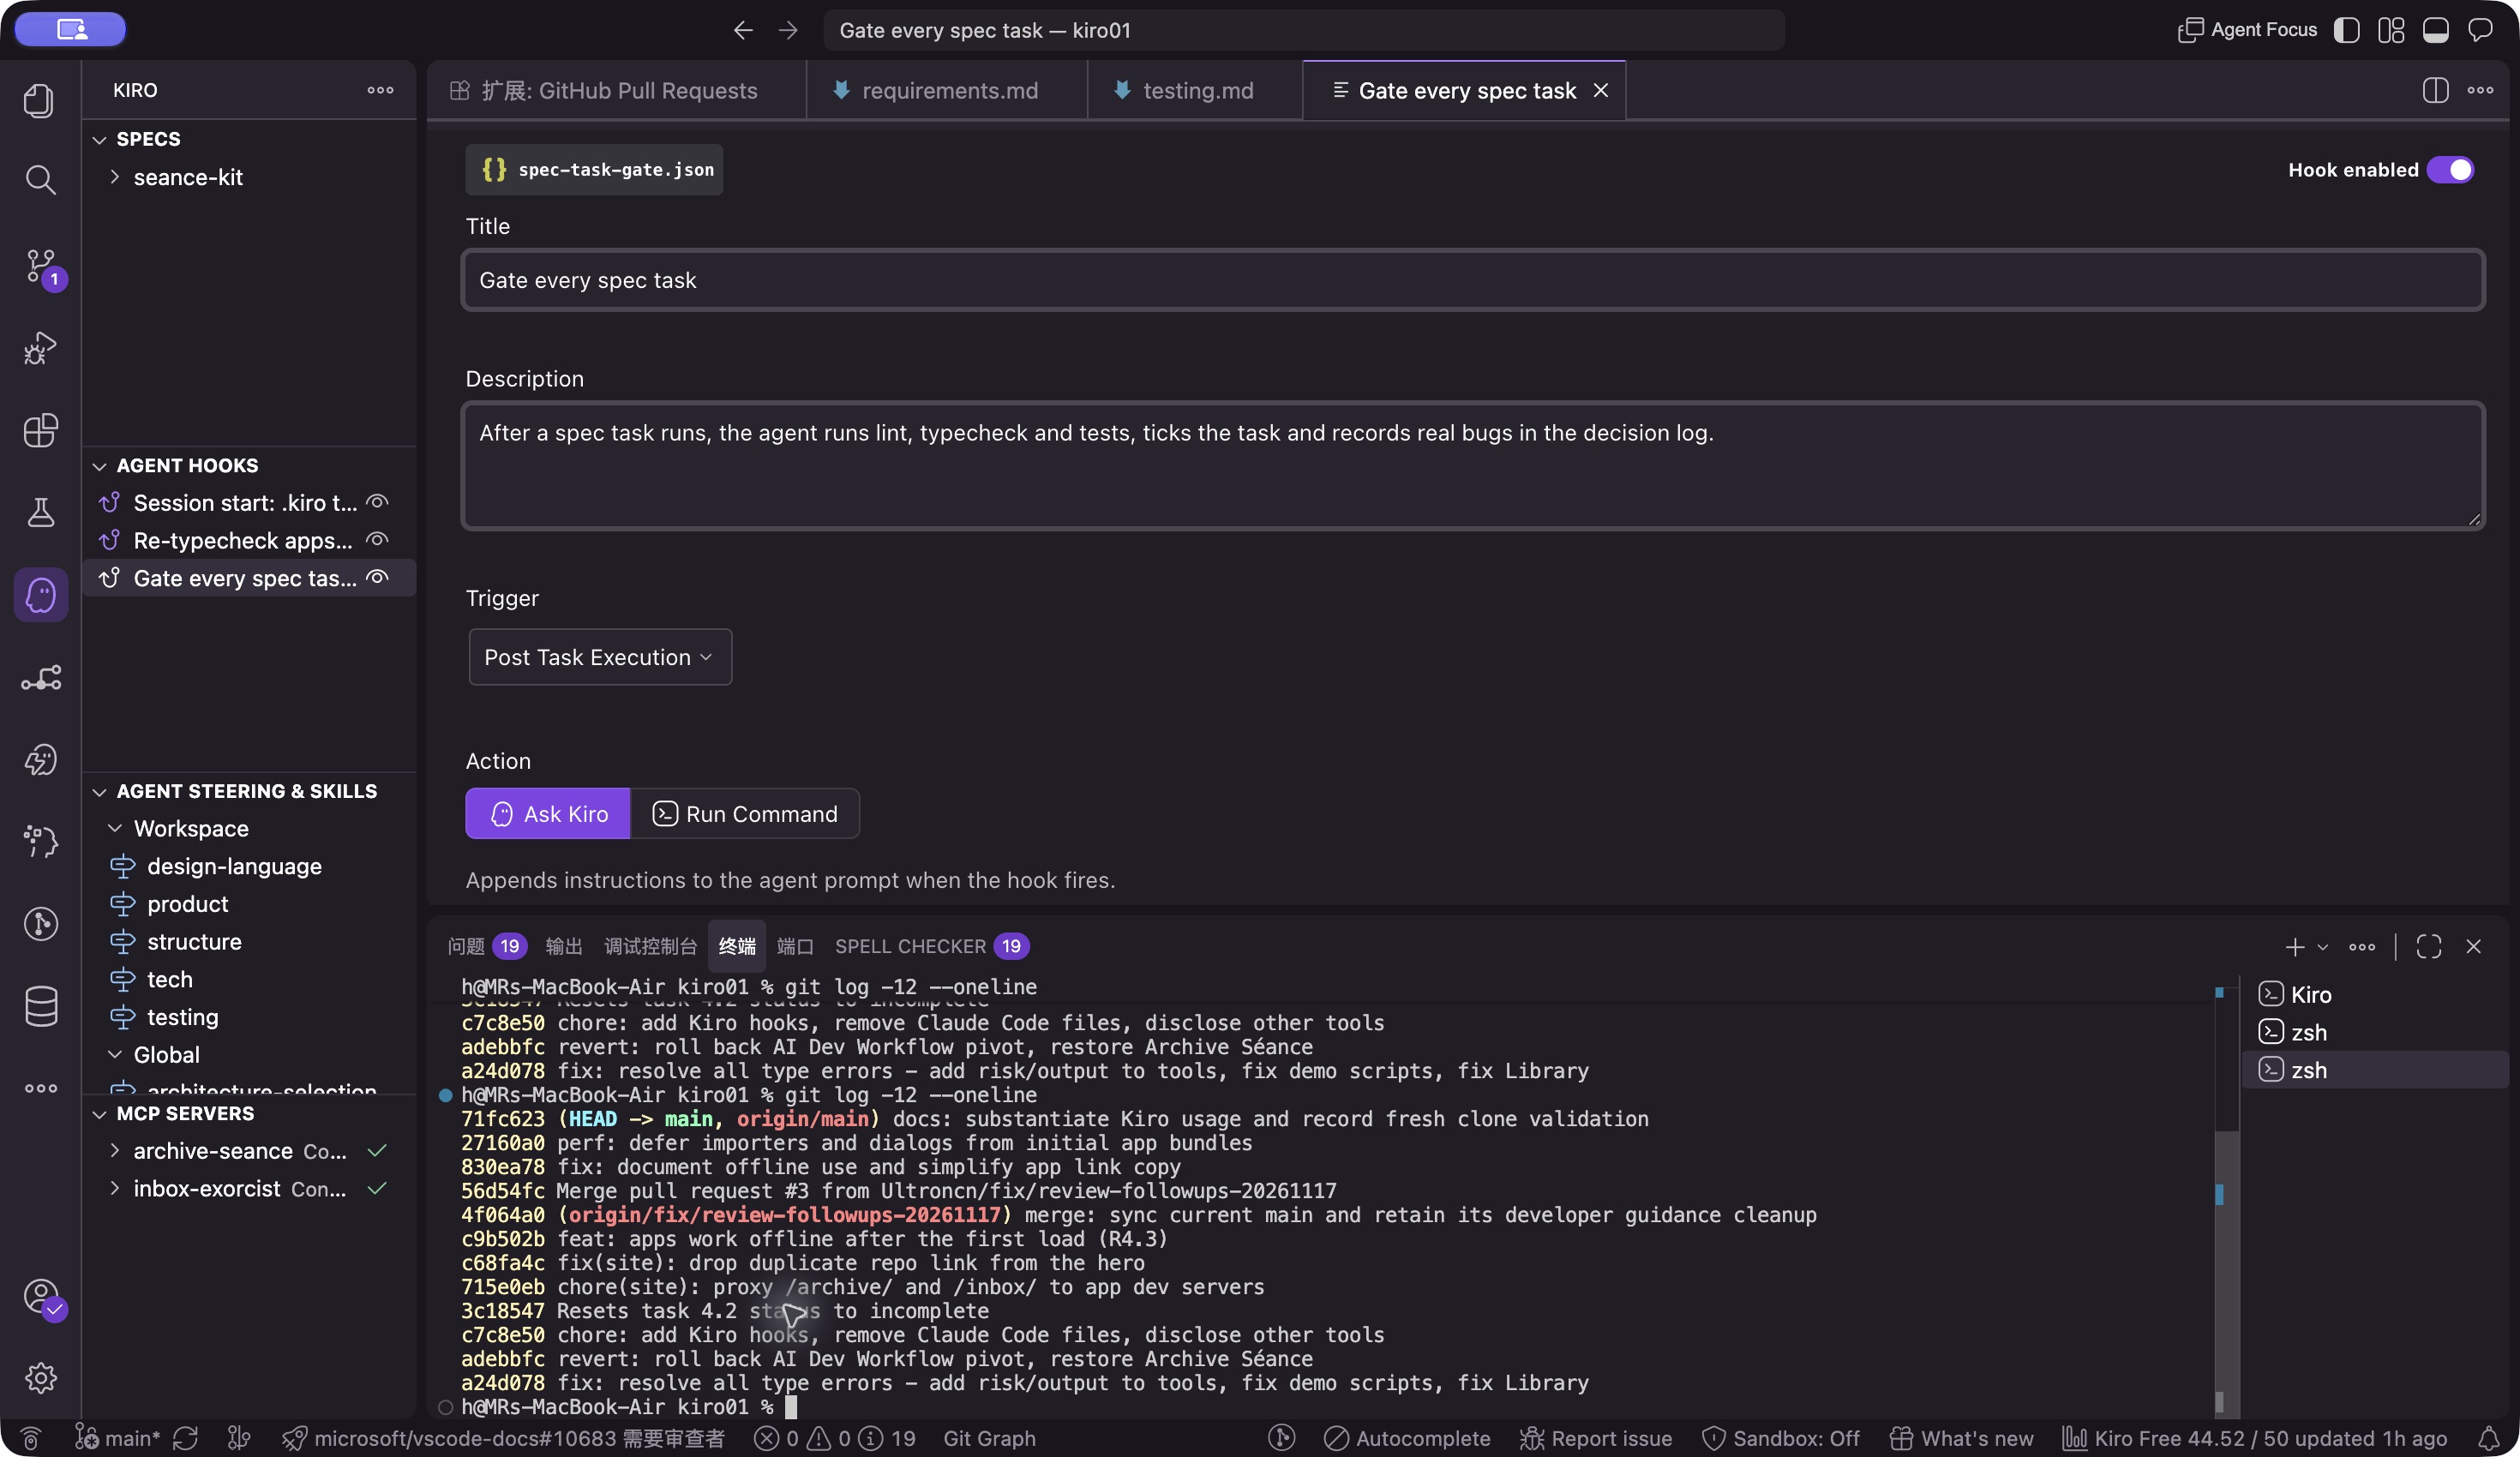 Gate every spec task — kiro01
Agent Focus
KIRO
SPECS
seance-kit
1
AGENT HOOKS
Session start: .kiro t...
Re-typecheck apps...
Gate every spec tas...
AGENT STEERING & SKILLS
Workspace
design-language
product
structure
tech
testing
Global
architecture-selection
MCP SERVERS
archive-seance Co...
inbox-exorcist Con...
扩展: GitHub Pull Requests
requirements.md
testing.md
Gate every spec task
{} spec-task-gate.json
Hook enabled
Title
Gate every spec task
Description
After a spec task runs, the agent runs lint, typecheck and tests, ticks the task and records real bugs in the decision log.
Trigger
Post Task Execution
Action
Ask Kiro
Run Command
Appends instructions to the agent prompt when the hook fires.
问题 19 输出 调试控制台 终端 端口 SPELL CHECKER 19
h@MRs-MacBook-Air kiro01 % git log -12 --oneline
3c18547 Resets task 4.2 status to incomplete
c7c8e50 chore: add Kiro hooks, remove Claude Code files, disclose other tools
adebbfc revert: roll back AI Dev Workflow pivot, restore Archive Séance
a24d078 fix: resolve all type errors - add risk/output to tools, fix demo scripts, fix Library
h@MRs-MacBook-Air kiro01 % git log -12 --oneline
71fc623 (HEAD -> main, origin/main) docs: substantiate Kiro usage and record fresh clone validation
27160a0 perf: defer importers and dialogs from initial app bundles
830ea78 fix: document offline use and simplify app link copy
56d54fc Merge pull request #3 from Ultroncn/fix/review-followups-20261117
4f064a0 (origin/fix/review-followups-20261117) merge: sync current main and retain its developer guidance cleanup
c9b502b feat: apps work offline after the first load (R4.3)
c68fa4c fix(site): drop duplicate repo link from the hero
715e0eb chore(site): proxy /archive/ and /inbox/ to app dev servers
3c18547 Resets task 4.2 status to incomplete
c7c8e50 chore: add Kiro hooks, remove Claude Code files, disclose other tools
adebbfc revert: roll back AI Dev Workflow pivot, restore Archive Séance
a24d078 fix: resolve all type errors - add risk/output to tools, fix demo scripts, fix Library
h@MRs-MacBook-Air kiro01 %
Kiro
zsh
zsh
main* microsoft/vscode-docs#10683 需要审查者 0 0 19 Git Graph Autocomplete Report issue Sandbox: Off What's new Kiro Free 44.52 / 50 updated 1h ago